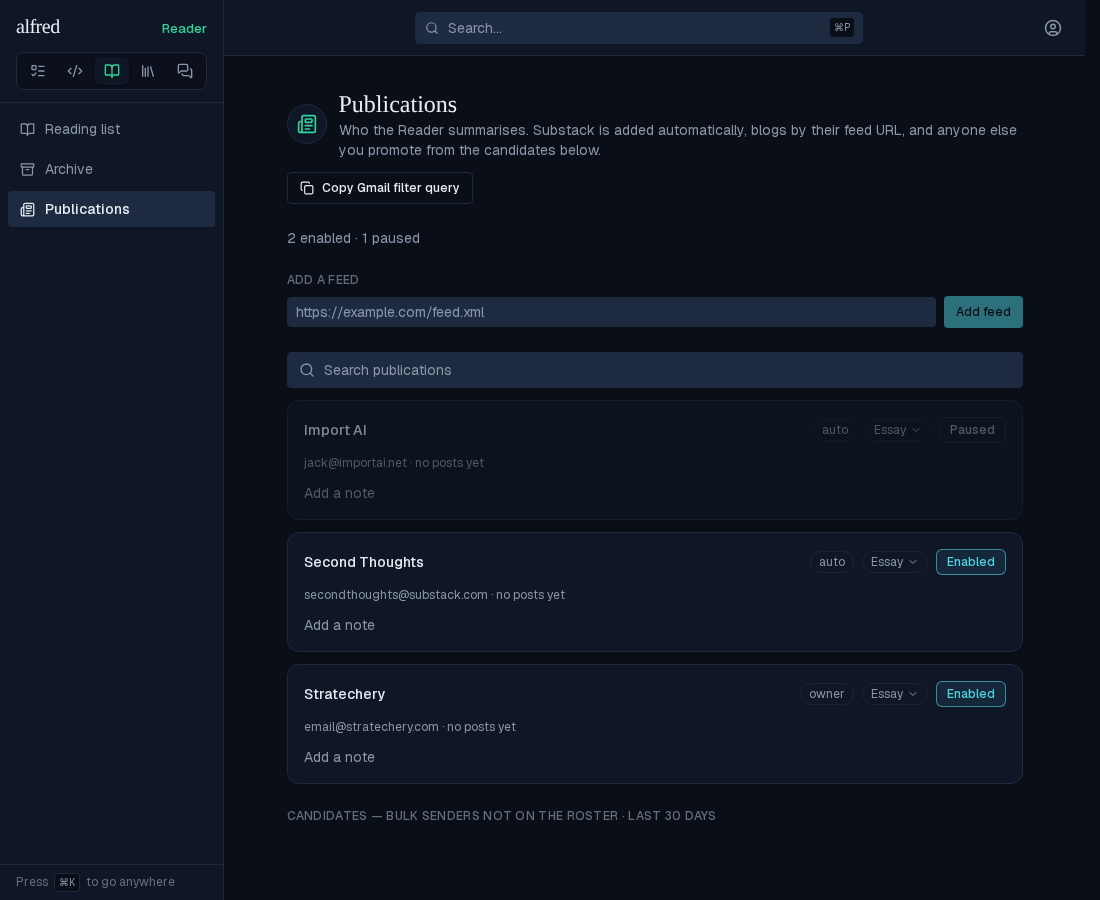 alfred
Reader
Search...
⌘P
Reading list
Archive
Publications
Publications
Who the Reader summarises. Substack is added automatically, blogs by their feed URL, and anyone else
you promote from the candidates below.
Copy Gmail filter query
2 enabled · 1 paused
ADD A FEED
https://example.com/feed.xml
Add feed
Search publications
Import AI
auto
Essay
Paused
jack@importai.net · no posts yet
Add a note
Second Thoughts
auto
Essay
Enabled
secondthoughts@substack.com · no posts yet
Add a note
Stratechery
owner
Essay
Enabled
email@stratechery.com · no posts yet
Add a note
CANDIDATES — BULK SENDERS NOT ON THE ROSTER · LAST 30 DAYS
Press ⌘K to go anywhere